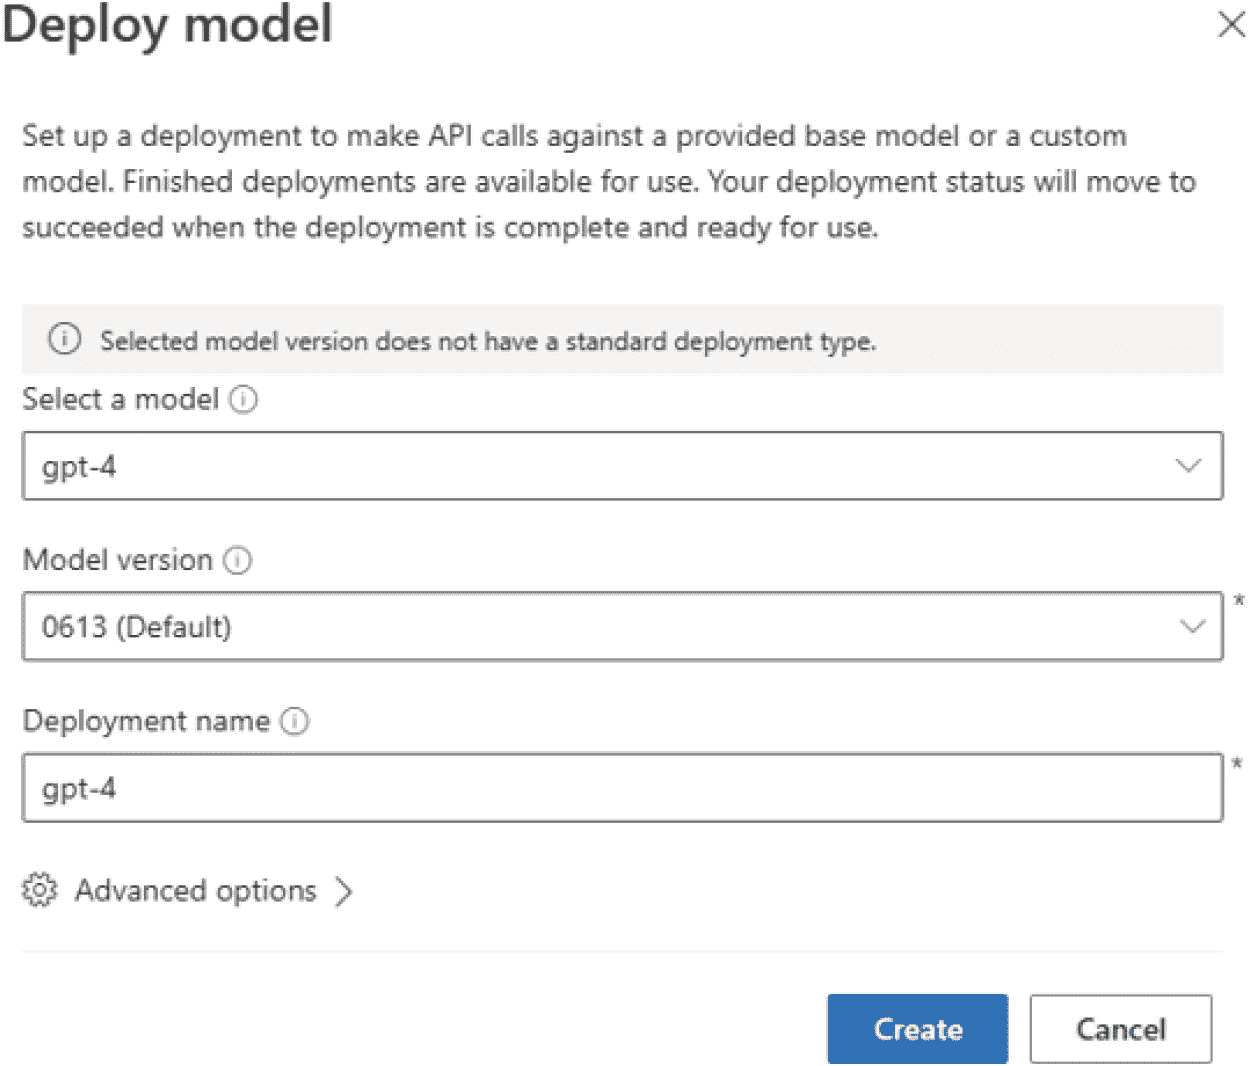 Deploy model
Set up a deployment to make API calls against a provided base model or a custom
model. Finished deployments are available for use. Your deployment status will move to
succeeded when the deployment is complete and ready for use.
Selected model version does not have a standard deployment type.
Select a model
gpt-4
Model version
0613 (Default)
*
Deployment name
gpt-4
*
Advanced options
Create
Cancel